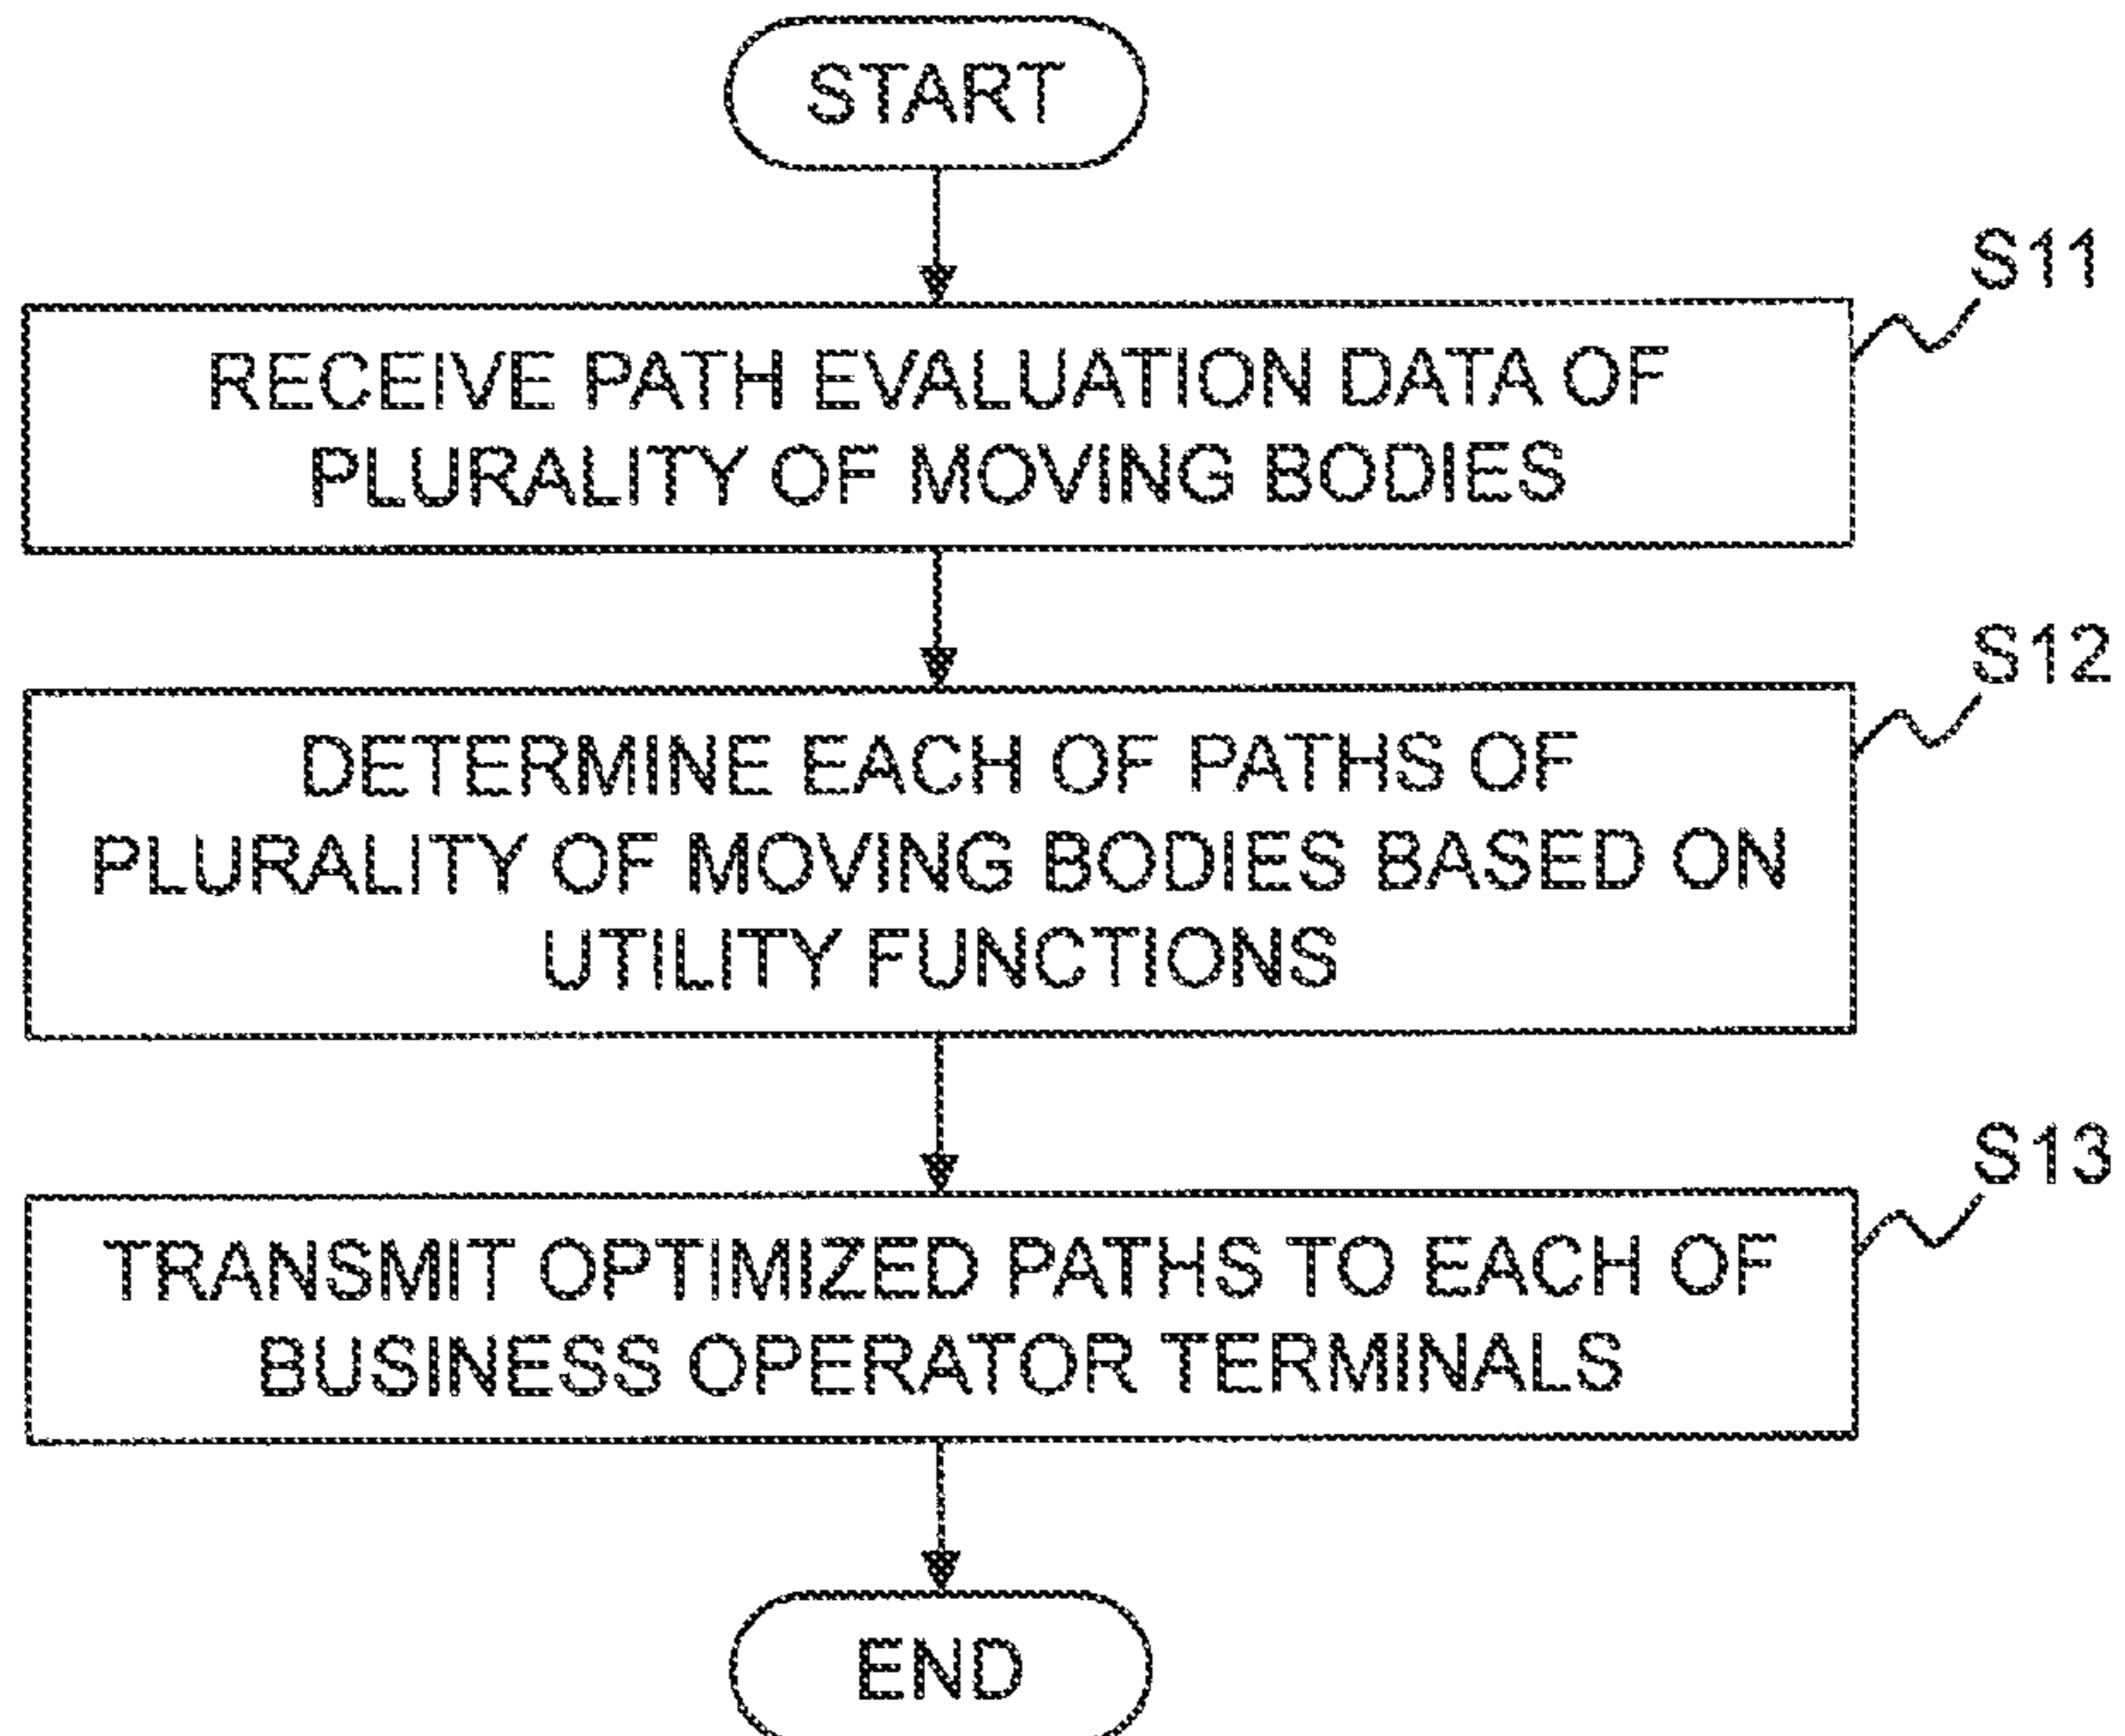 START
S11
RECEIVE PATH EVALUATION DATA OF
PLURALITY OF MOVING BODIES
S12
DETERMINE EACH OF PATHS OF
PLURALITY OF MOVING BODIES BASED ON
UTILITY FUNCTIONS
S13
TRANSMIT OPTIMIZED PATHS TO EACH OF
BUSINESS OPERATOR TERMINALS
END